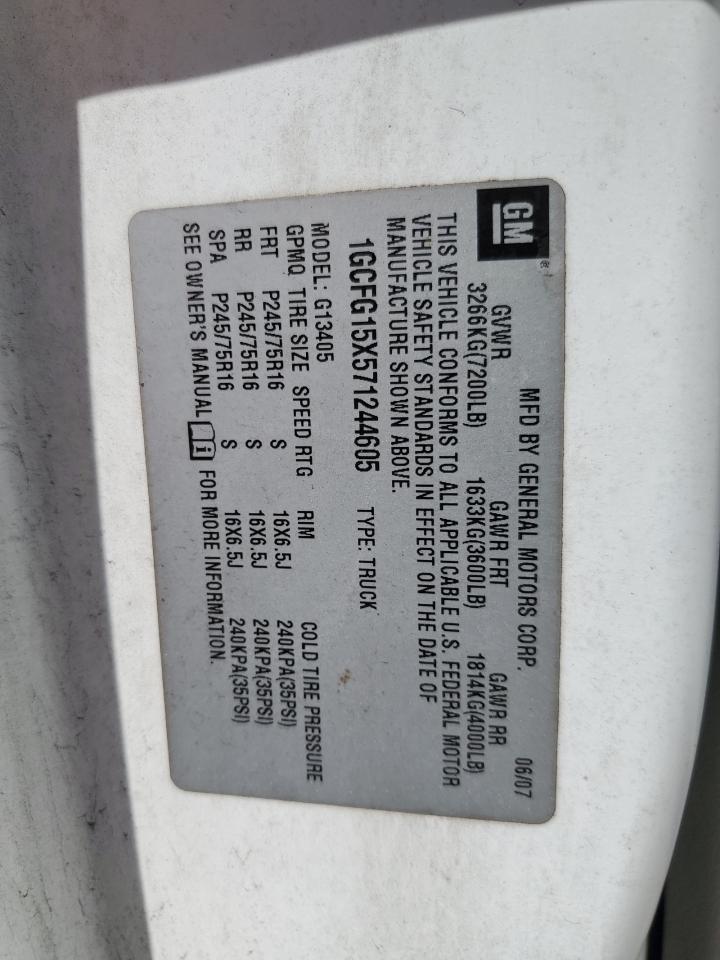 GM®
MFD BY GENERAL MOTORS CORP. 06/07
GVWR GAWR FRT GAWR RR
3266KG(7200LB) 1633KG(3600LB) 1814KG(4000LB)
THIS VEHICLE CONFORMS TO ALL APPLICABLE U.S. FEDERAL MOTOR
VEHICLE SAFETY STANDARDS IN EFFECT ON THE DATE OF
MANUFACTURE SHOWN ABOVE.
1GCFG15X571244605 TYPE: TRUCK
MODEL: G13405
GPMQ TIRE SIZE SPEED RTG RIM COLD TIRE PRESSURE
FRT P245/75R16 S 16X6.5J 240KPA(35PSI)
RR P245/75R16 S 16X6.5J 240KPA(35PSI)
SPA P245/75R16 S 16X6.5J 240KPA(35PSI)
SEE OWNER'S MANUAL FOR MORE INFORMATION.